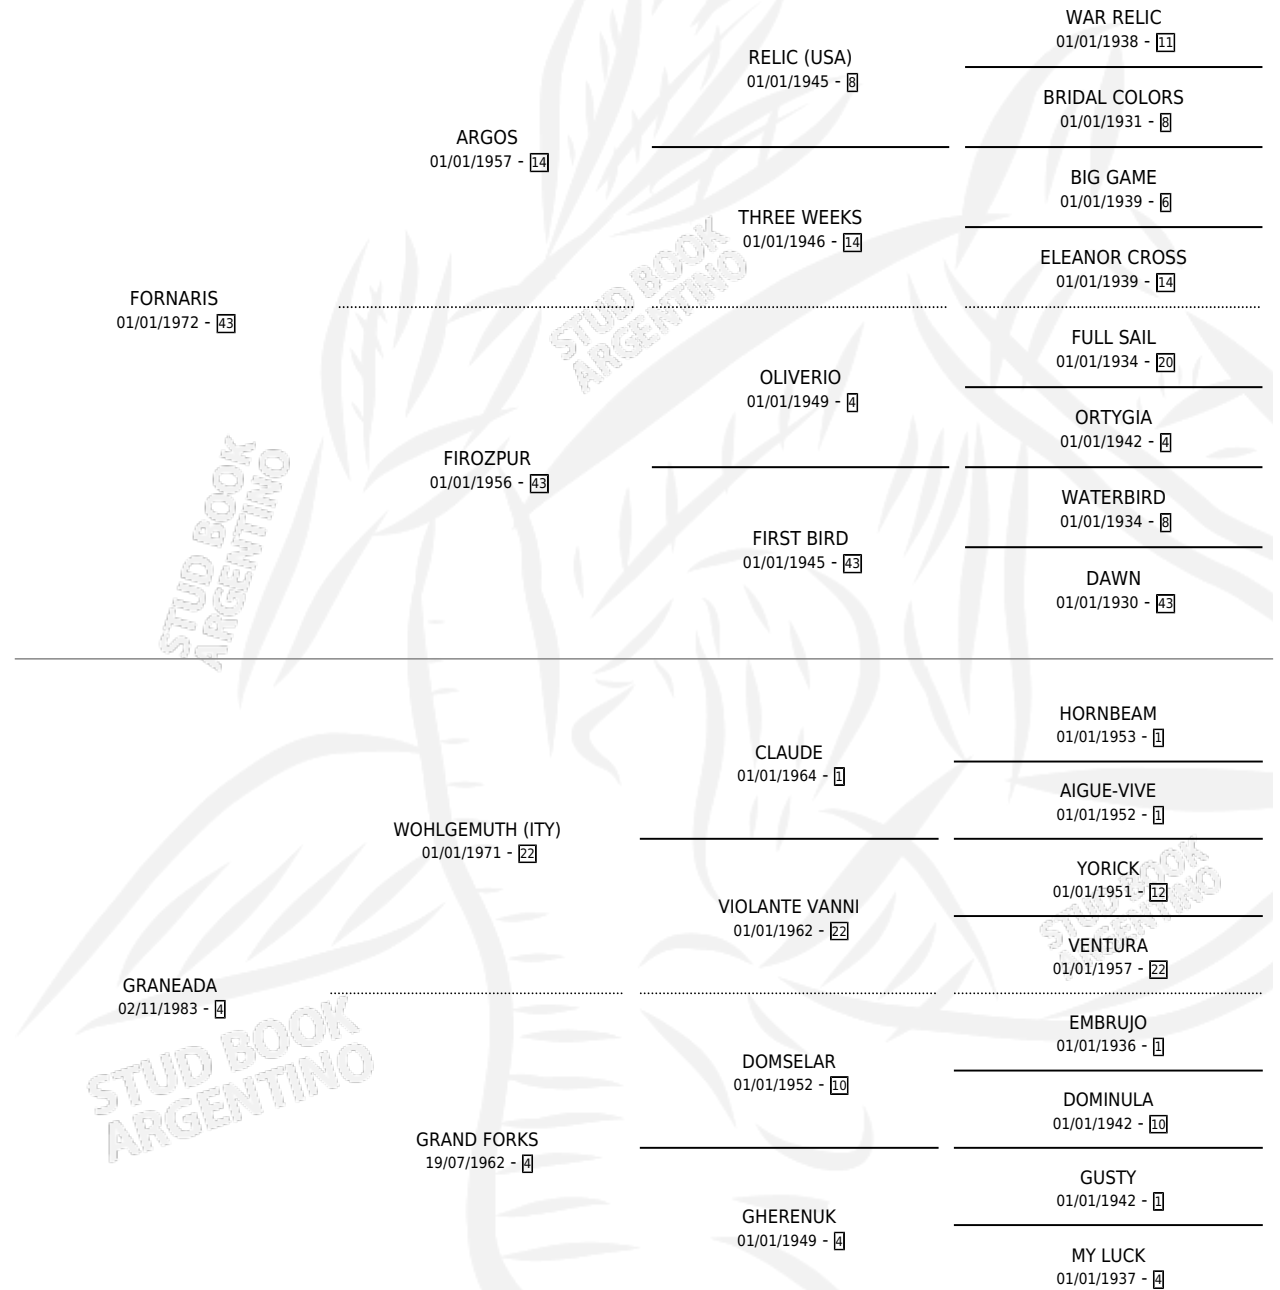 WAR RELIC
01/01/1938 - 11
RELIC (USA)
01/01/1945 - 8
BRIDAL COLORS
01/01/1931 - 8
ARGOS
01/01/1957 - 14
BIG GAME
01/01/1939 - 6
THREE WEEKS
01/01/1946 - 14
ELEANOR CROSS
01/01/1939 - 14
FORNARIS
01/01/1972 - 43
STUD BOOK
ARGENTINO
FULL SAIL
01/01/1934 - 20
OLIVERIO
01/01/1949 - 4
ORTYGIA
01/01/1942 - 4
FIROZPUR
01/01/1956 - 43
WATERBIRD
01/01/1934 - 8
FIRST BIRD
01/01/1945 - 43
DAWN
01/01/1930 - 43
STUD BOOK
ARGENTINO
HORNBEAM
01/01/1953 - 1
CLAUDE
01/01/1964 - 1
AIGUE-VIVE
01/01/1952 - 1
WOHLGEMUTH (ITY)
01/01/1971 - 22
YORICK
01/01/1951 - 12
VIOLANTE VANNI
01/01/1962 - 22
VENTURA
01/01/1957 - 22
STUD BOOK
ARGENTINO
GRANEADA
02/11/1983 - 4
EMBRUJO
01/01/1936 - 1
DOMSELAR
01/01/1952 - 10
DOMINULA
01/01/1942 - 10
STUD BOOK
ARGENTINO
GRAND FORKS
19/07/1962 - 4
GUSTY
01/01/1942 - 1
GHERENUK
01/01/1949 - 4
MY LUCK
01/01/1937 - 4